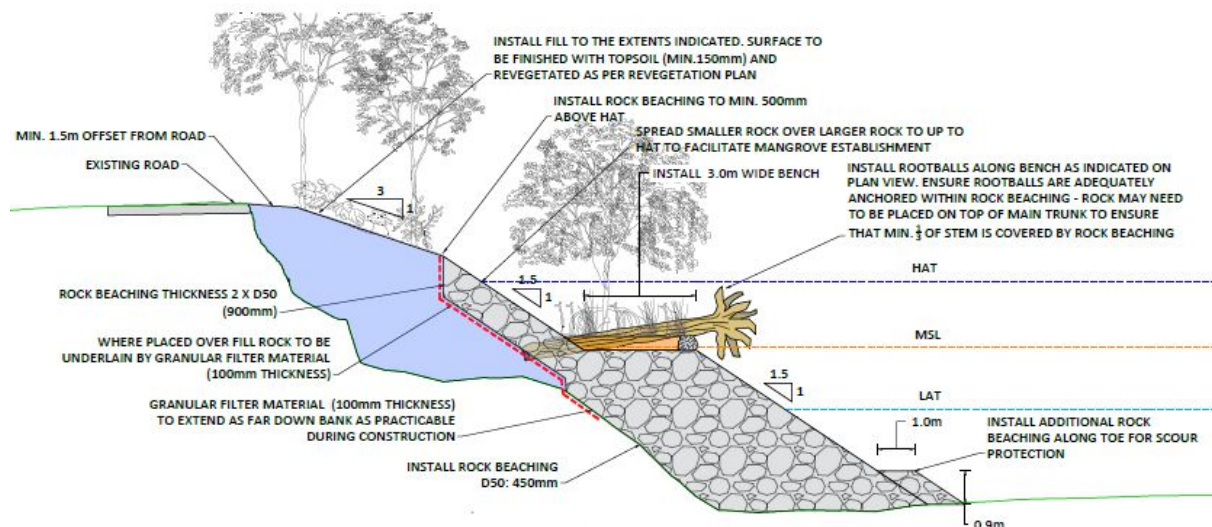 INSTALL FILL TO THE EXTENTS INDICATED. SURFACE TO
BE FINISHED WITH TOPSOIL (MIN.150mm) AND
REVEGETATED AS PER REVEGETATION PLAN
INSTALL ROCK BEACHING TO MIN. 500mm
ABOVE HAT
MIN. 1.5m OFFSET FROM ROAD
SPREAD SMALLER ROCK OVER LARGER ROCK TO UP TO
HAT TO FACILITATE MANGROVE ESTABLISHMENT
EXISTING ROAD
INSTALL 3.0m WIDE BENCH
INSTALL ROOTBALLS ALONG BENCH AS INDICATED ON
PLAN VIEW. ENSURE ROOTBALLS ARE ADEQUATELY
ANCHORED WITHIN ROCK BEACHING - ROCK MAY NEED
TO BE PLACED ON TOP OF MAIN TRUNK TO ENSURE
THAT MIN. 1/3 OF STEM IS COVERED BY ROCK BEACHING
3
1
HAT
1.5
1
ROCK BEACHING THICKNESS 2 X D50
(900mm)
MSL
WHERE PLACED OVER FILL ROCK TO BE
UNDERLAIN BY GRANULAR FILTER MATERIAL
(100mm THICKNESS)
1.5
1
LAT
GRANULAR FILTER MATERIAL (100mm THICKNESS)
TO EXTEND AS FAR DOWN BANK AS PRACTICABLE
DURING CONSTRUCTION
1.0m
INSTALL ADDITIONAL ROCK
BEACHING ALONG TOE FOR SCOUR
PROTECTION
INSTALL ROCK BEACHING
D50: 450mm
0.9m